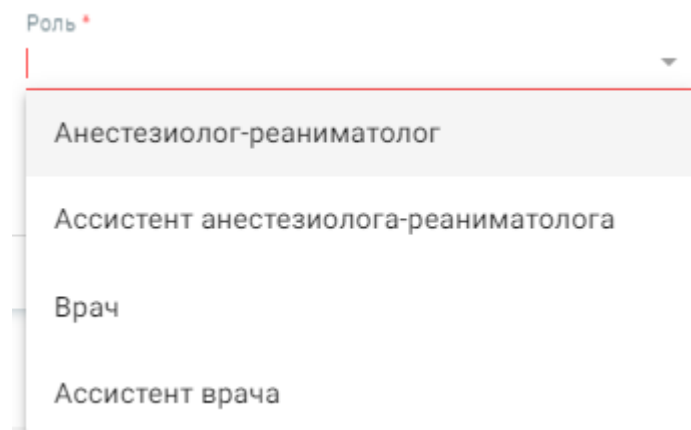 Роль *
Анестезиолог-реаниматолог
Ассистент анестезиолога-реаниматолога
Врач
Ассистент врача